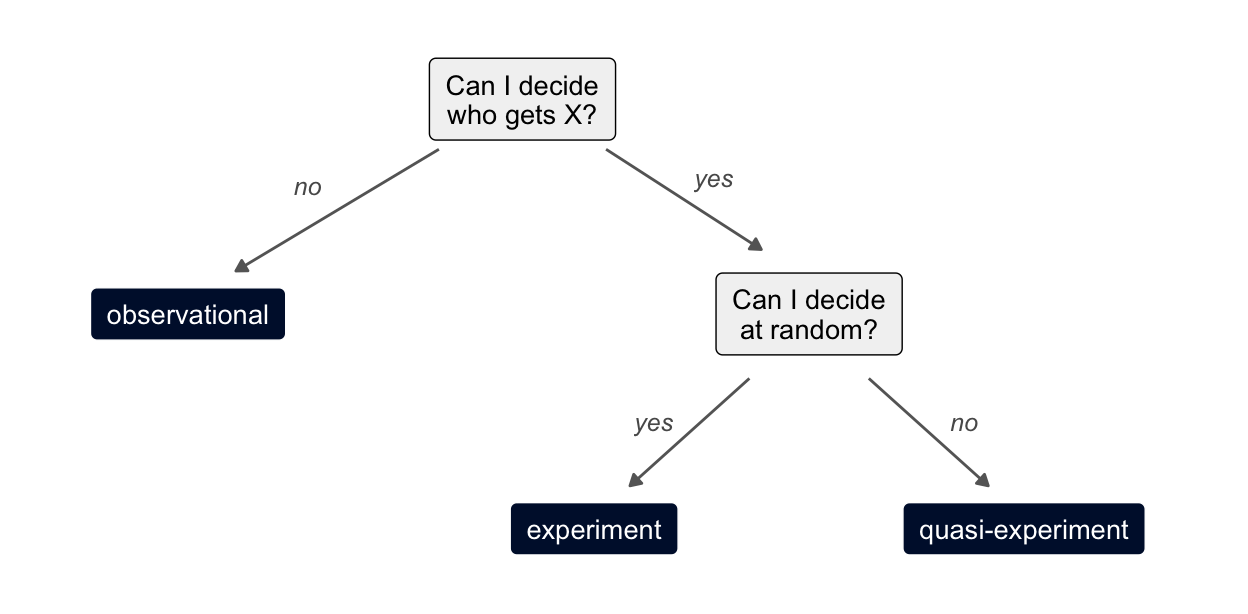 Can I decide
who gets X?
no
yes
observational
Can I decide
at random?
yes
no
experiment
quasi-experiment